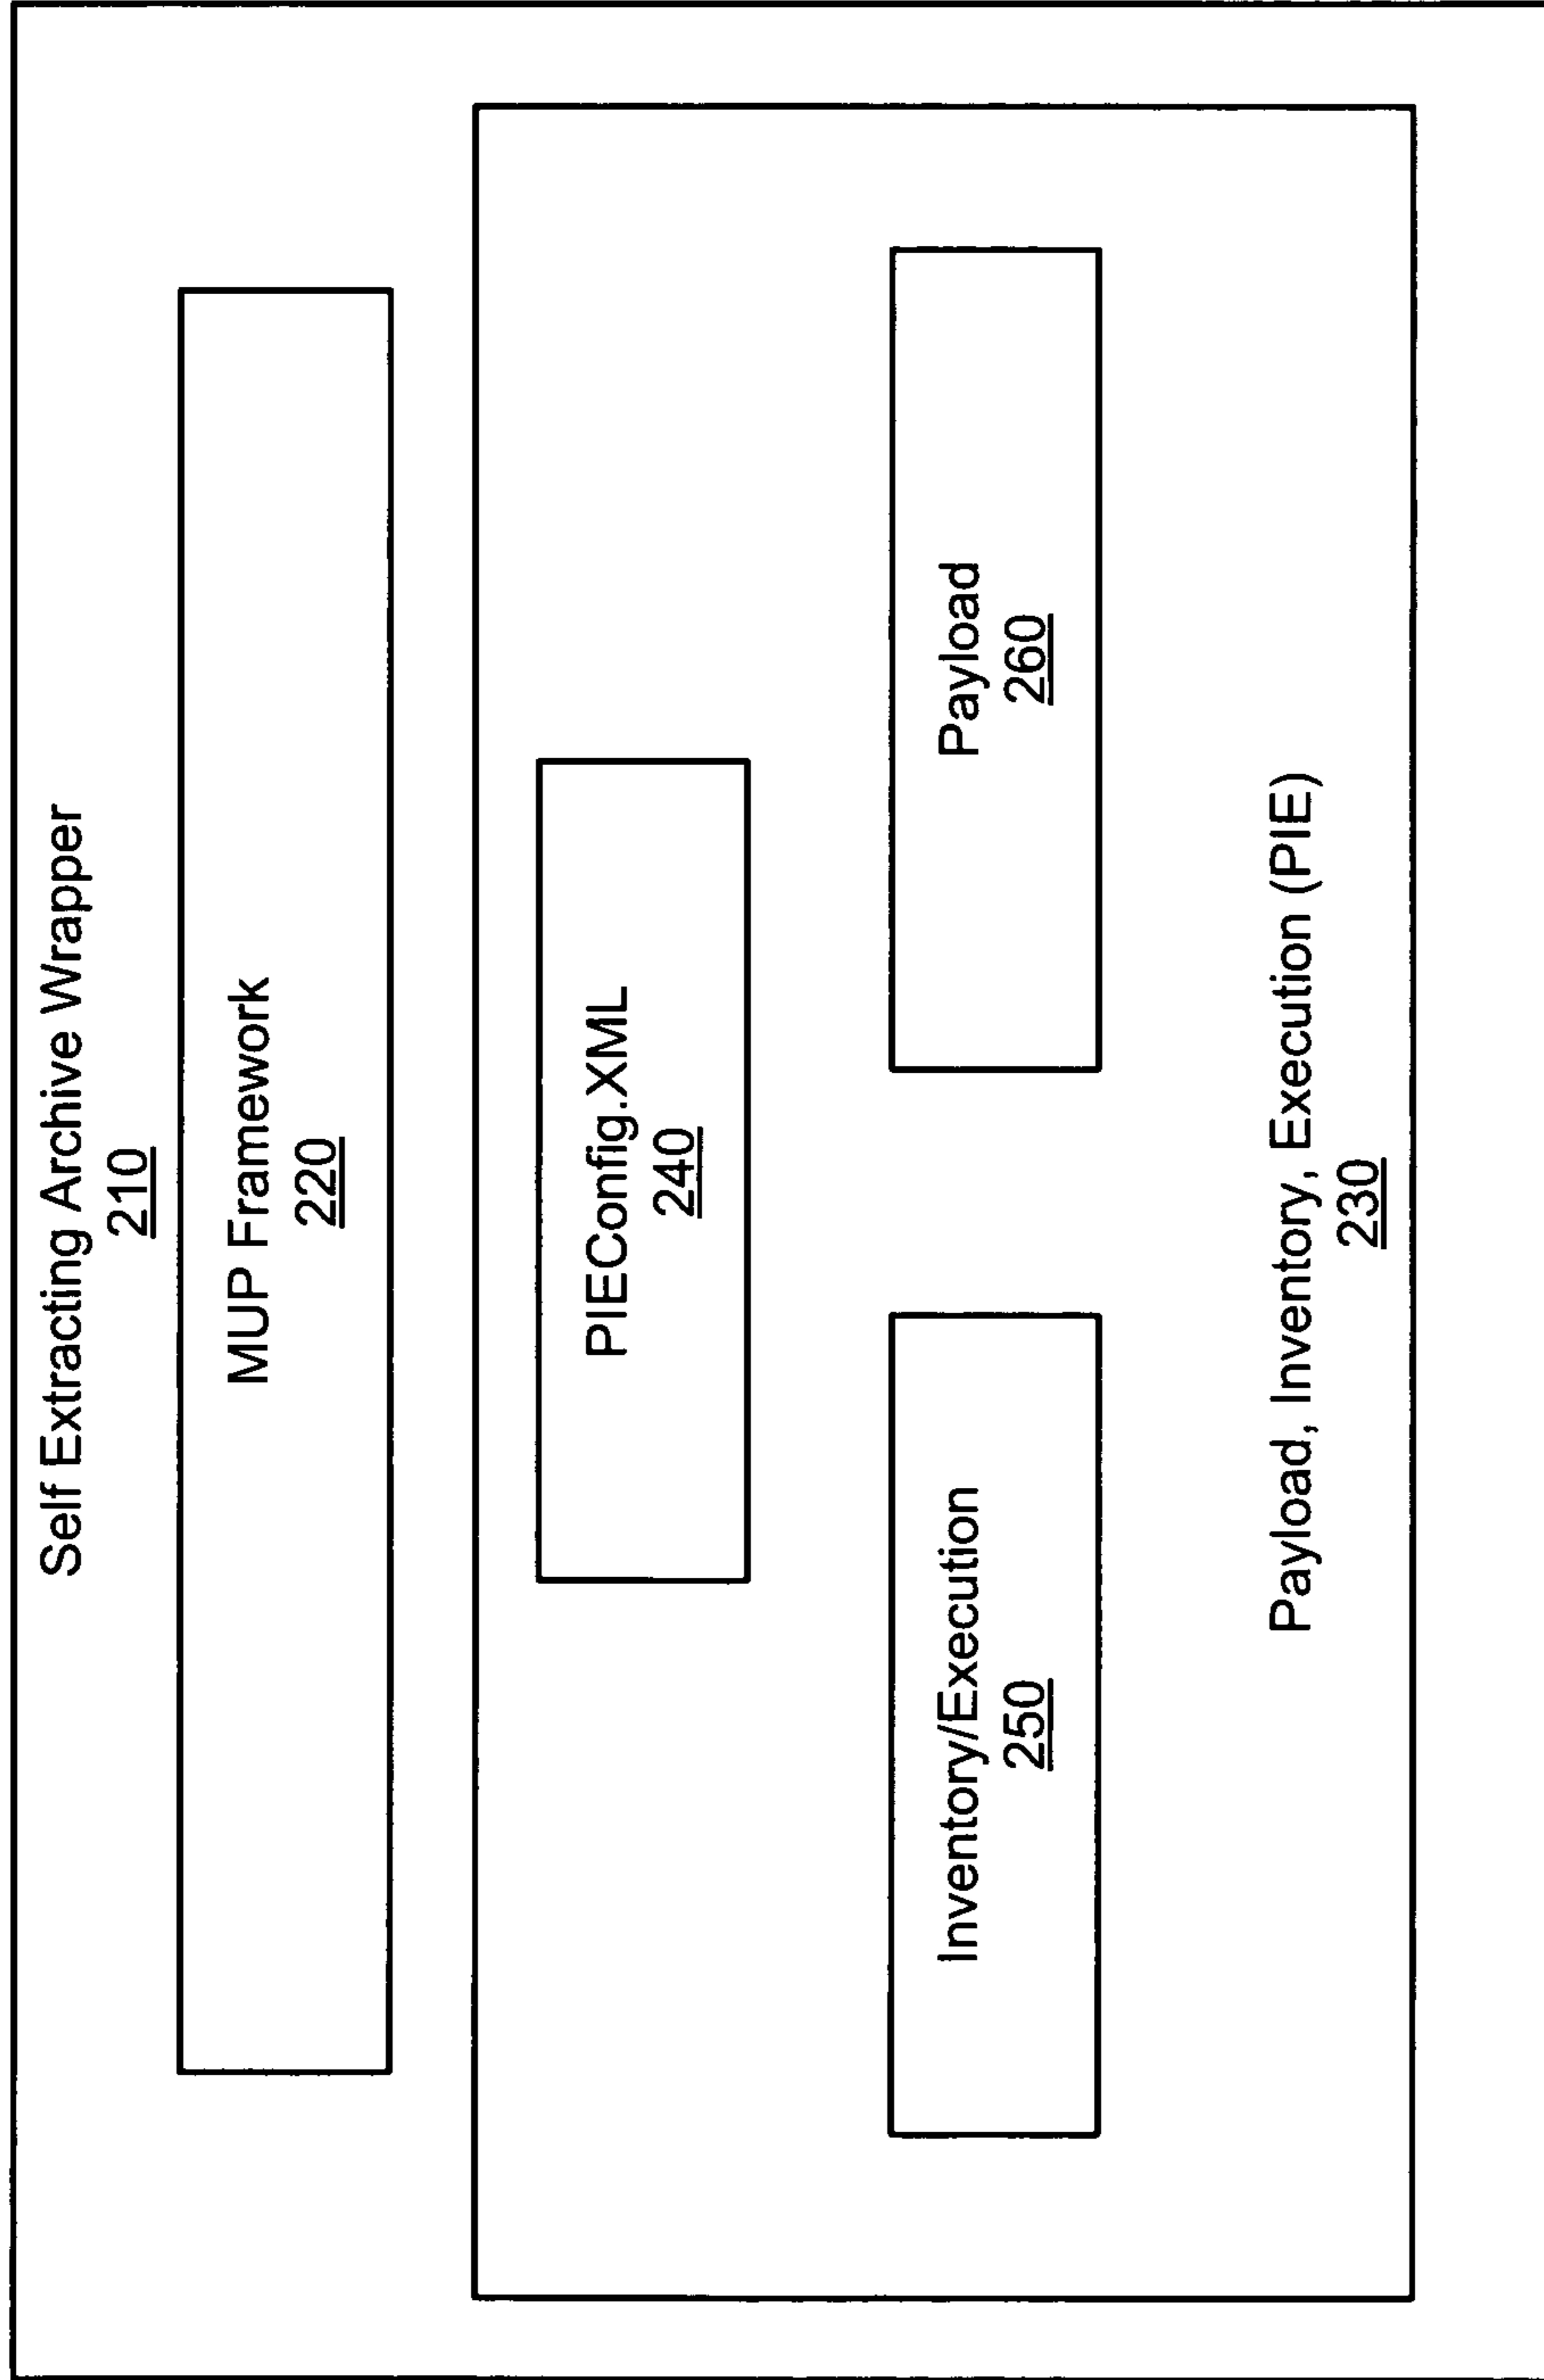 Self Extracting Archive Wrapper
210
MUP Framework
220
PIEConfig.XML
240
Inventory/Execution
250
Payload
260
Payload, Inventory, Execution (PIE)
230